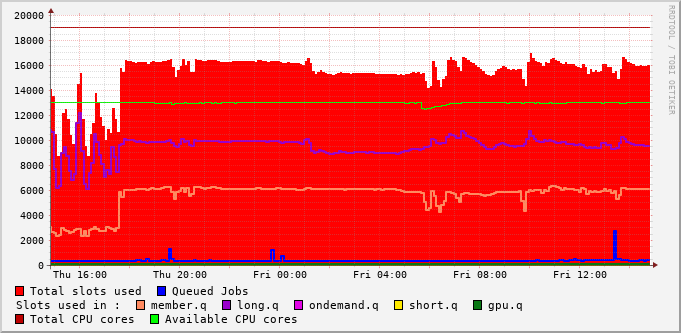 20000
18000
16000
14000
12000
10000
8000
6000
4000
2000
0
Thu 16:00 Thu 20:00 Fri 00:00 Fri 04:00 Fri 08:00 Fri 12:00
RRDTOOL / TOBI OETIKER
Total slots used Queued Jobs
Slots used in : member.q long.q ondemand.q short.q gpu.q
Total CPU cores Available CPU cores